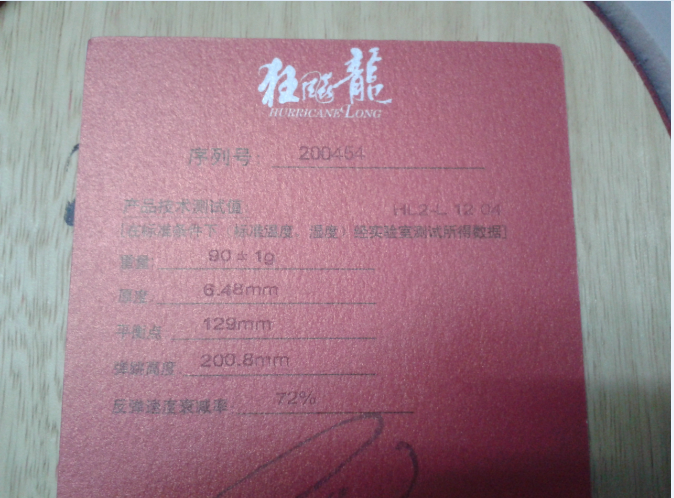 狂飚龍
HURRICANE LONG
序列号 200464
产品技术测试值 HL2-L 12 04
[在标准条件下(标准温度、湿度)经实验室测试所得数据]
重量 90±1g
厚度 6.48mm
平衡点 129mm
弹跳高度 200.8mm
反弹速度衰减率 72%